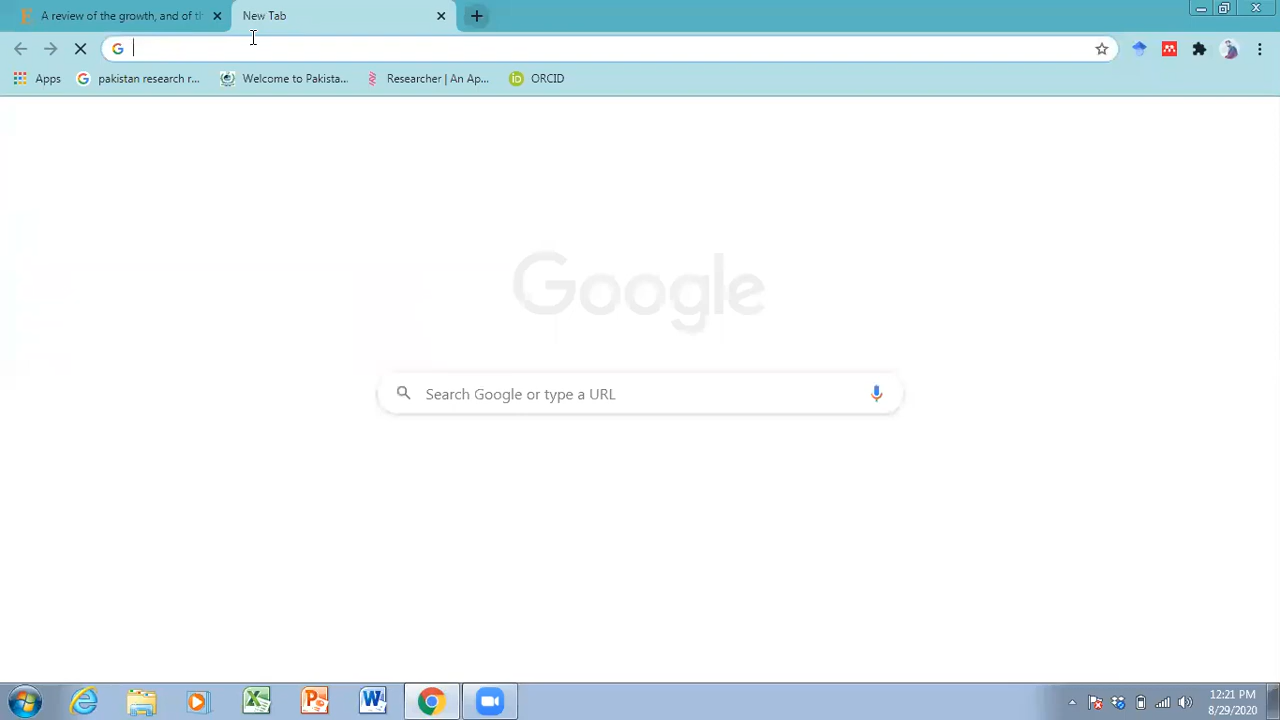 A review of the growth, and of th
New Tab
Apps
pakistan research r...
Welcome to Pakista...
Researcher | An Ap...
ORCID
Google
Search Google or type a URL
12:21 PM
8/29/2020